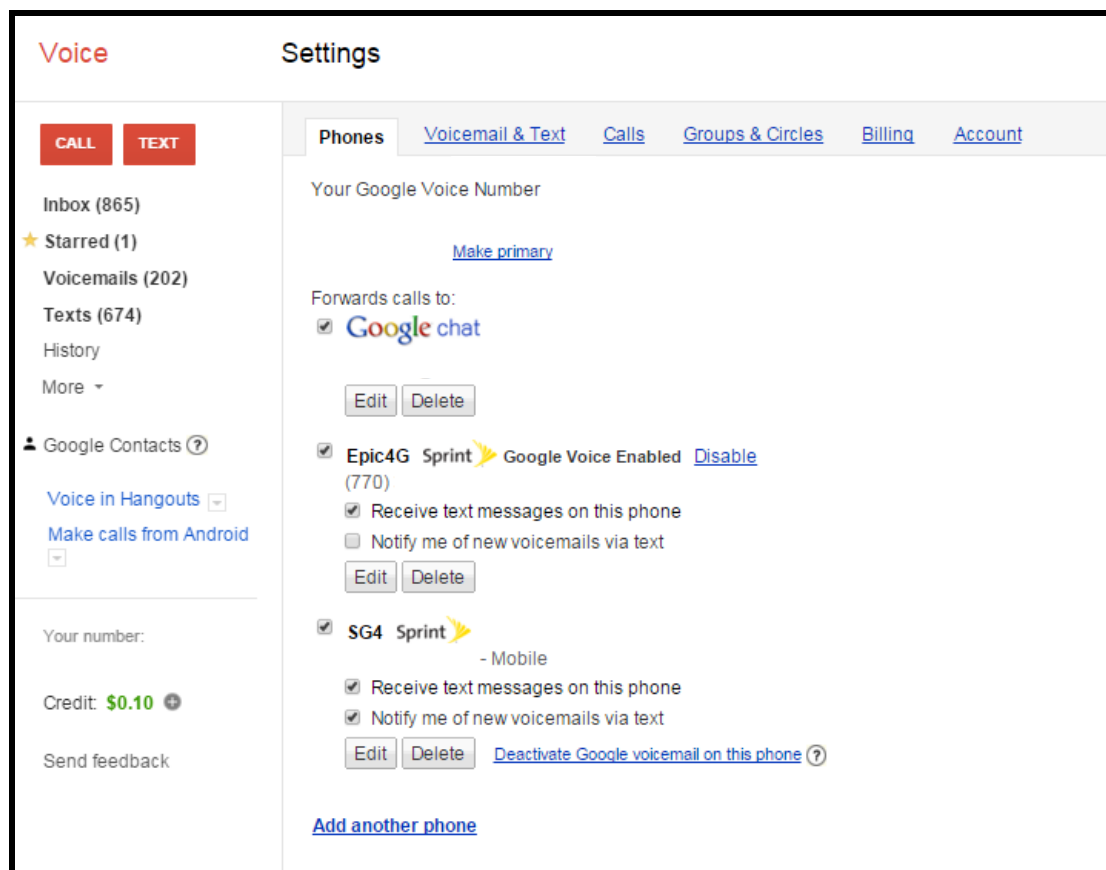 Voice
Settings
CALL TEXT
Inbox (865)
Starred (1)
Voicemails (202)
Texts (674)
History
More
Google Contacts ?
Voice in Hangouts
Make calls from Android
Your number:
Credit: $0.10
Send feedback
Phones Voicemail & Text Calls Groups & Circles Billing Account
Your Google Voice Number
Make primary
Forwards calls to:
Google chat
Edit Delete
Epic4G Sprint Google Voice Enabled Disable
(770)
Receive text messages on this phone
Notify me of new voicemails via text
Edit Delete
SG4 Sprint
- Mobile
Receive text messages on this phone
Notify me of new voicemails via text
Edit Delete Deactivate Google voicemail on this phone ?
Add another phone